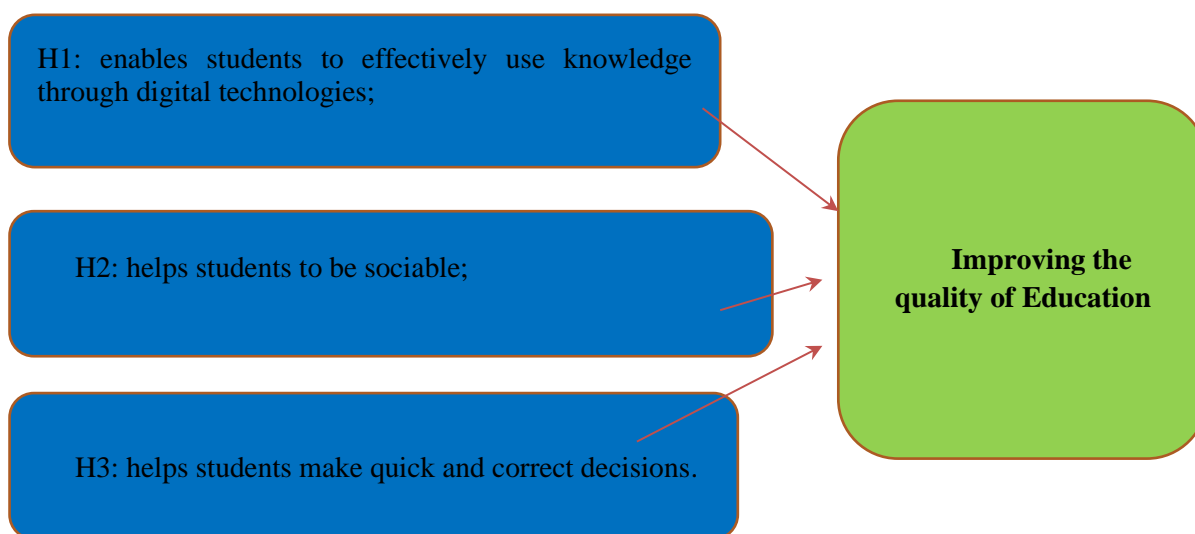 H1: enables students to effectively use knowledge
through digital technologies;
H2: helps students to be sociable;
H3: helps students make quick and correct decisions.
Improving the
quality of Education